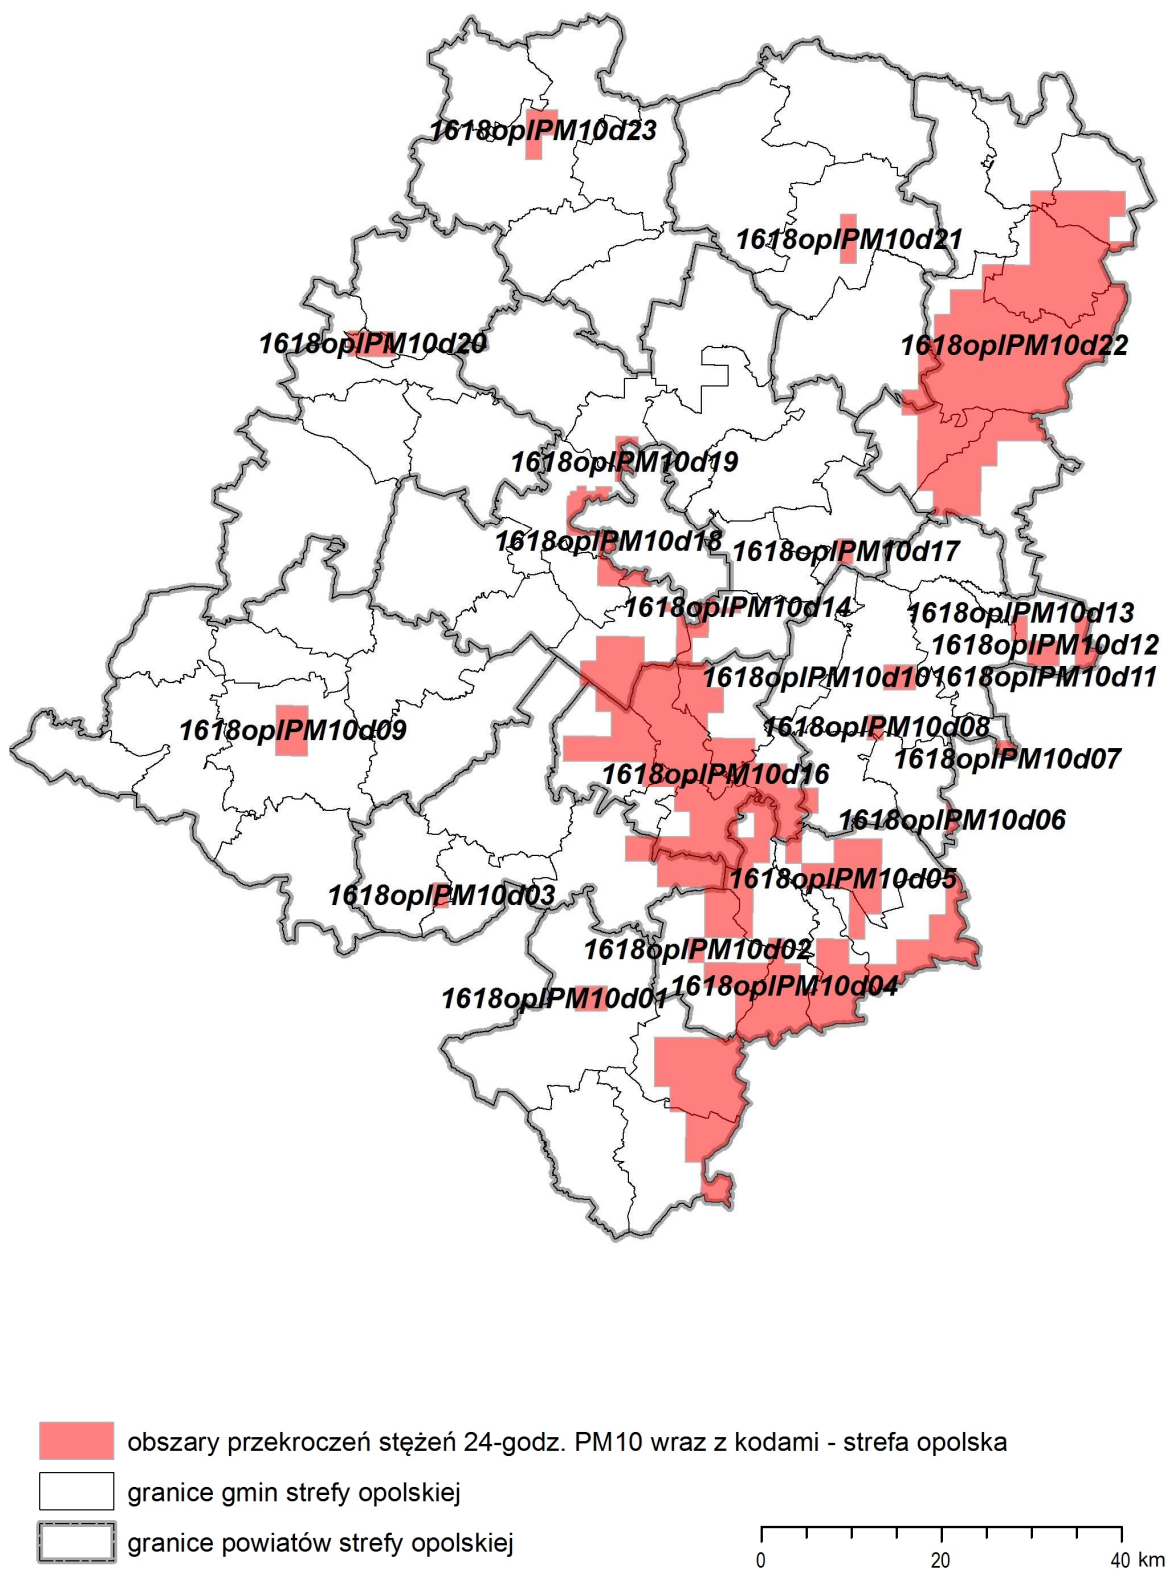 1618oplPM10d23
1618oplPM10d21
1618oplPM10d20
1618oplPM10d22
1618oplPM10d19
1618oplPM10d18
1618oplPM10d17
1618oplPM10d14
1618oplPM10d13
1618oplPM10d12
1618oplPM10d10
1618oplPM10d11
1618oplPM10d09
1618oplPM10d08
1618oplPM10d07
1618oplPM10d16
1618oplPM10d06
1618oplPM10d05
1618oplPM10d03
1618oplPM10d02
1618oplPM10d04
1618oplPM10d01
obszary przekroczeń stężeń 24-godz. PM10 wraz z kodami - strefa opolska
granice gmin strefy opolskiej
granice powiatów strefy opolskiej
0 20 40 km